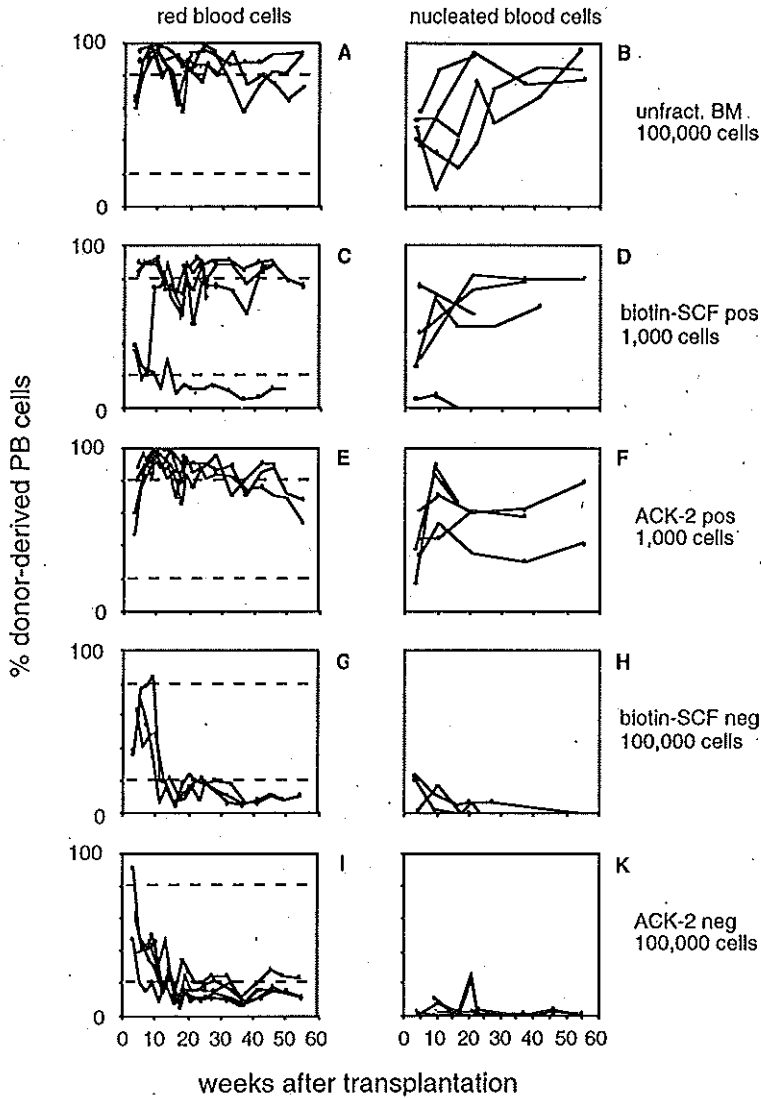 red blood cells
nucleated blood cells
% donor-derived PB cells
100
0
A
B
unfract. BM
100,000 cells
100
0
C
D
biotin-SCF pos
1,000 cells
100
0
E
F
ACK-2 pos
1,000 cells
100
0
G
H
biotin-SCF neg
100,000 cells
100
0
I
K
ACK-2 neg
100,000 cells
0 10 20 30 40 50 60
0 10 20 30 40 50 60
weeks after transplantation